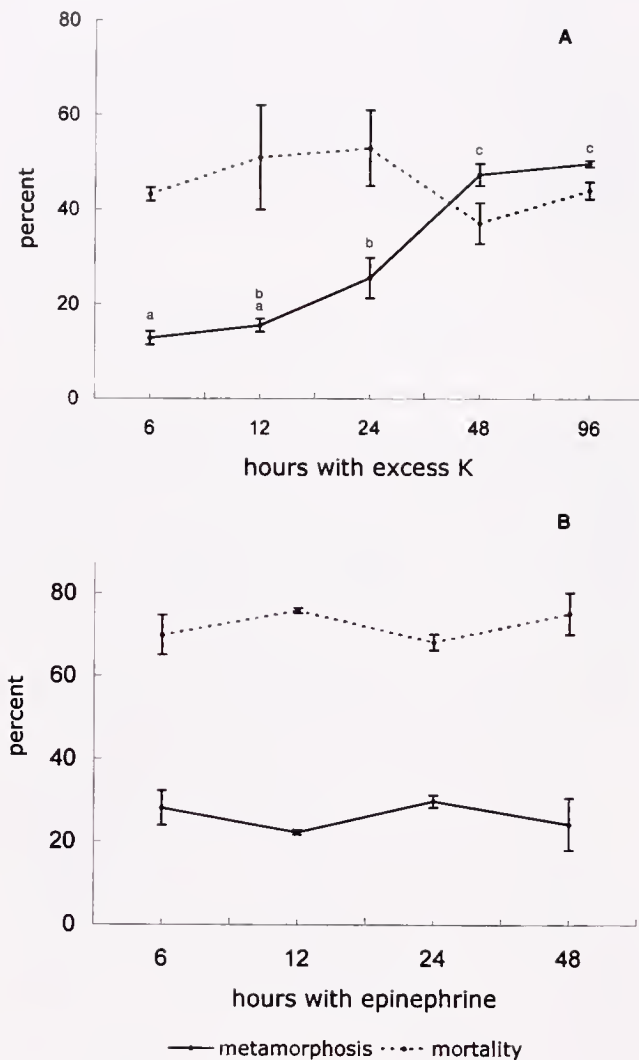 A
80
60
40
20
0
percent
a
b
a
b
c
c
6 12 24 48 96
hours with excess K
B
80
60
40
20
0
percent
6 12 24 48
hours with epinephrine
metamorphosis mortality